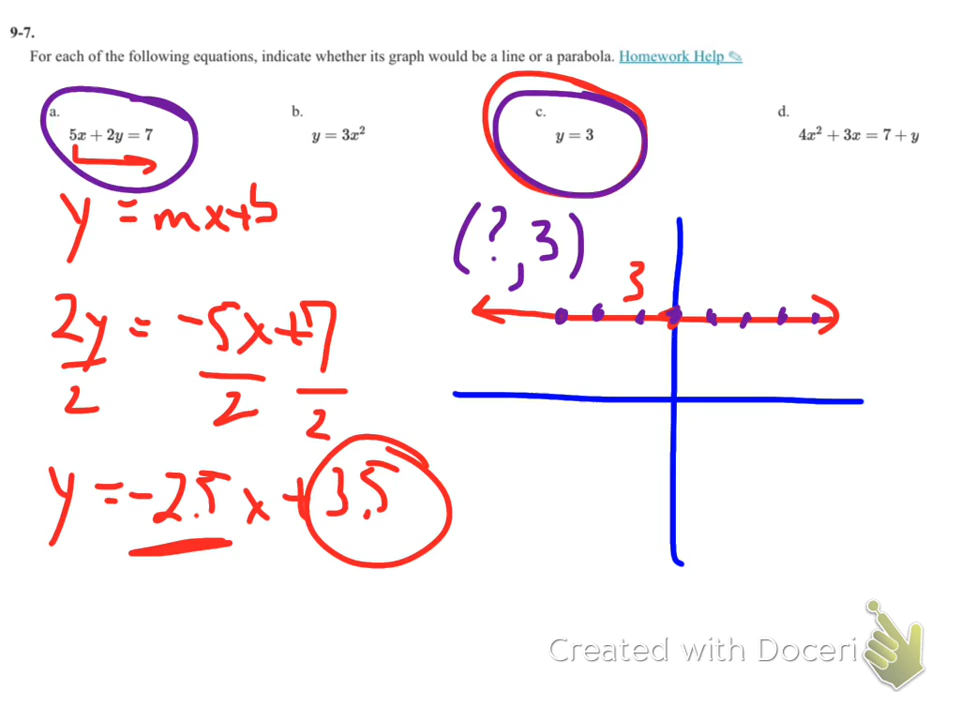 9-7.
For each of the following equations, indicate whether its graph would be a line or a parabola. Homework Help ✎
a.
5x + 2y = 7
b.
y = 3x²
c.
y = 3
d.
4x² + 3x = 7 + y
y = mx+b
(?,3)
3
2y = -5x+7
2 2 2
y = -2.5x + 3.5
Created with Doceri